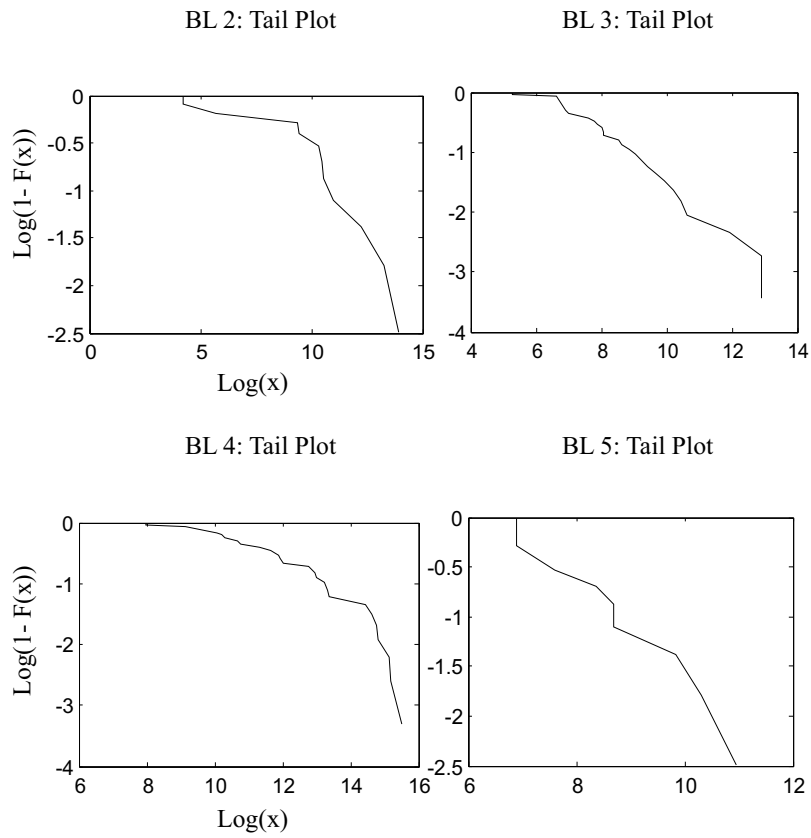 BL 2: Tail Plot
BL 3: Tail Plot
Log(1- F(x))
0
-0.5
-1
-1.5
-2
-2.5
0 5 10 15
Log(x)
0
-1
-2
-3
-4
4 6 8 10 12 14
BL 4: Tail Plot
BL 5: Tail Plot
Log(1- F(x))
0
-1
-2
-3
-4
6 8 10 12 14 16
Log(x)
0
-0.5
-1
-1.5
-2
-2.5
6 8 10 12